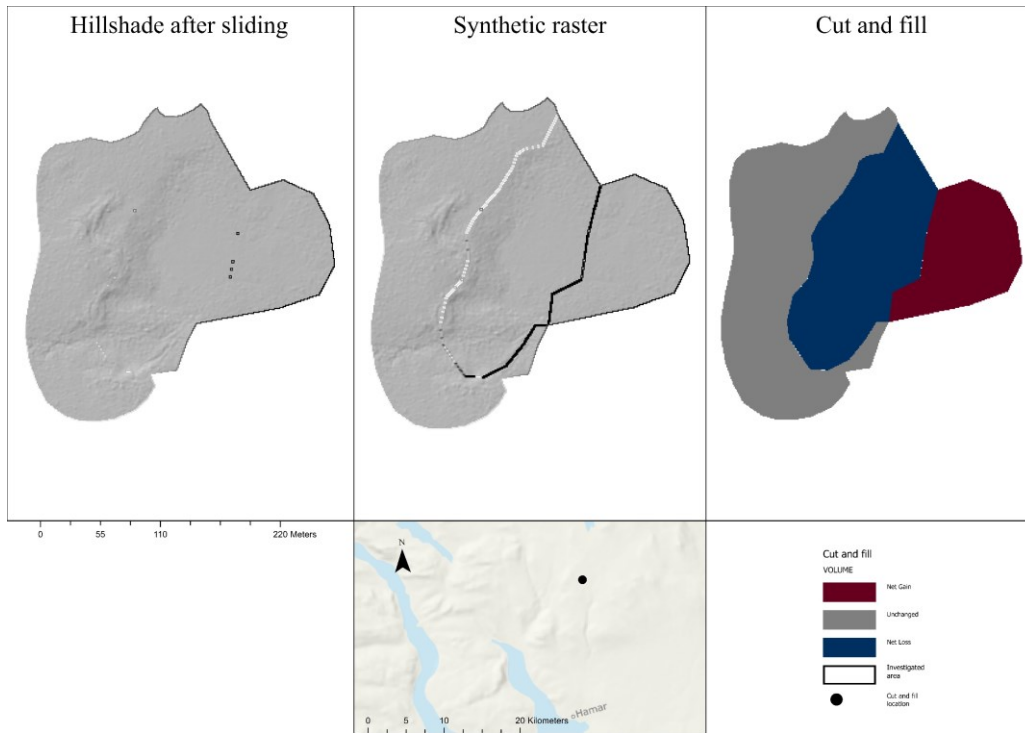 Hillshade after sliding
Synthetic raster
Cut and fill
0 55 110 220 Meters
N
0 5 10 20 Kilometers
Hamar
Cut and fill
VOLUME
Net Gain
Unchanged
Net Loss
Investigated
area
Cut and fill
location